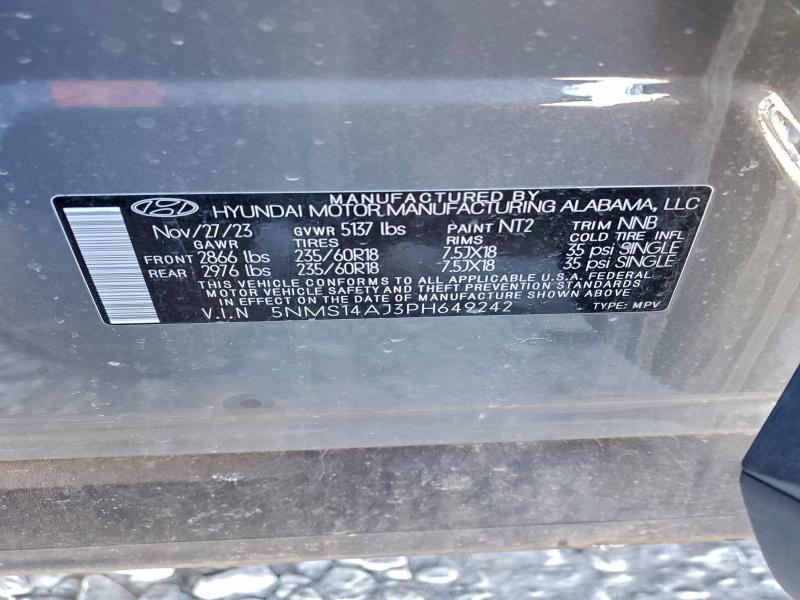 MANUFACTURED BY
HYUNDAI MOTOR MANUFACTURING ALABAMA, LLC
Nov/27/23 GVWR 5137 lbs PAINT NT2 TRIM NNB
GAWR TIRES RIMS COLD TIRE INFL
FRONT 2866 lbs 235/60R18 7.5JX18 35 psi SINGLE
REAR 2976 lbs 235/60R18 7.5JX18 35 psi SINGLE
THIS VEHICLE CONFORMS TO ALL APPLICABLE U.S.A. FEDERAL
MOTOR VEHICLE SAFETY AND THEFT PREVENTION STANDARDS
IN EFFECT ON THE DATE OF MANUFACTURE SHOWN ABOVE.
V.I.N 5NMS14AJ3PH649242 TYPE: MPV